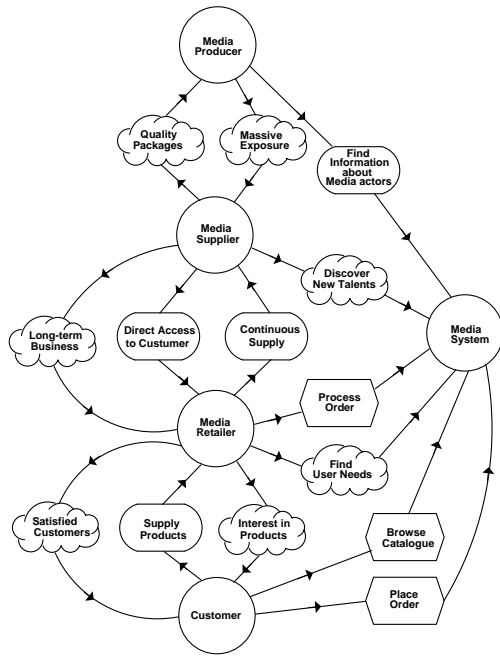 Media
Producer
Quality
Packages
Massive
Exposure
Find
Information
about
Media actors
Media
Supplier
Discover
New Talents
Long-term
Business
Direct Access
to Custumer
Continuous
Supply
Media
System
Process
Order
Media
Retailer
Find
User Needs
Satisfied
Customers
Supply
Products
Interest in
Products
Browse
Catalogue
Place
Order
Customer